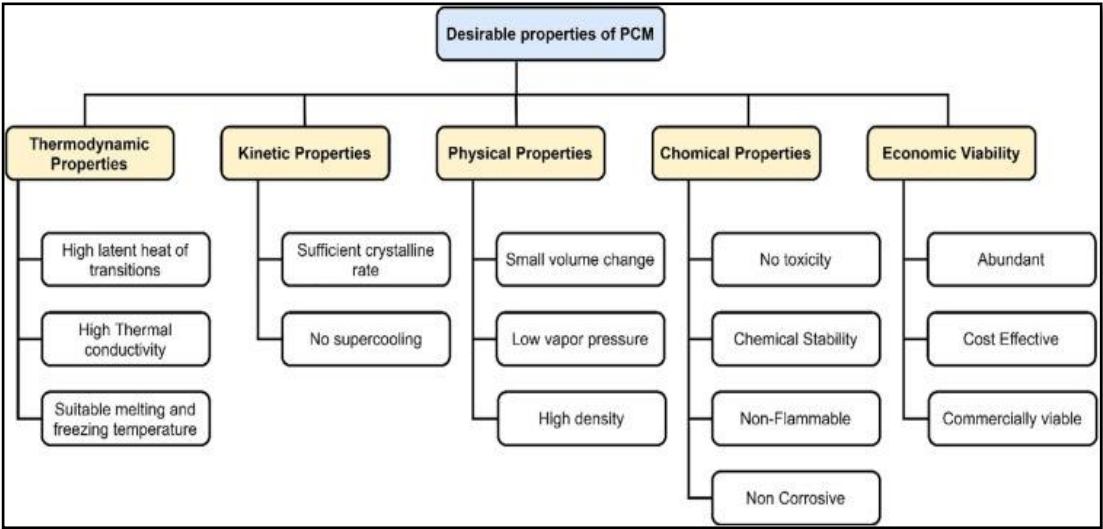 Desirable properties of PCM
Thermodynamic
Properties
Kinetic Properties
Physical Properties
Chomical Properties
Economic Viability
High latent heat of
transitions
High Thermal
conductivity
Suitable melting and
freezing temperature
Sufficient crystalline
rate
No supercooling
Small volume change
Low vapor pressure
High density
No toxicity
Chemical Stability
Non-Flammable
Non Corrosive
Abundant
Cost Effective
Commercially viable